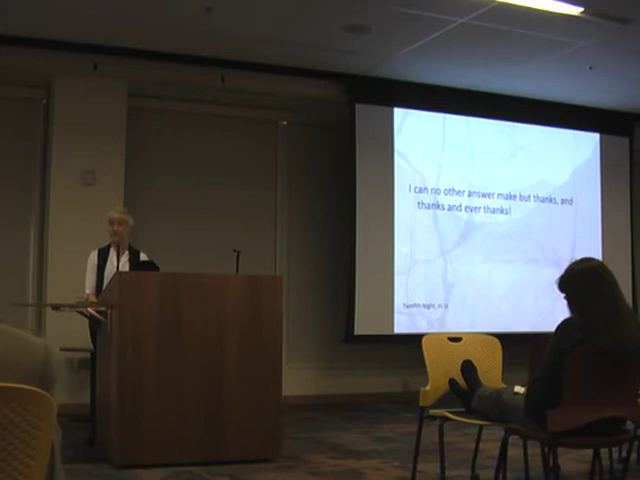 I can no other answer make but thanks, and
thanks and ever thanks!
Twelfth Night, III, iii